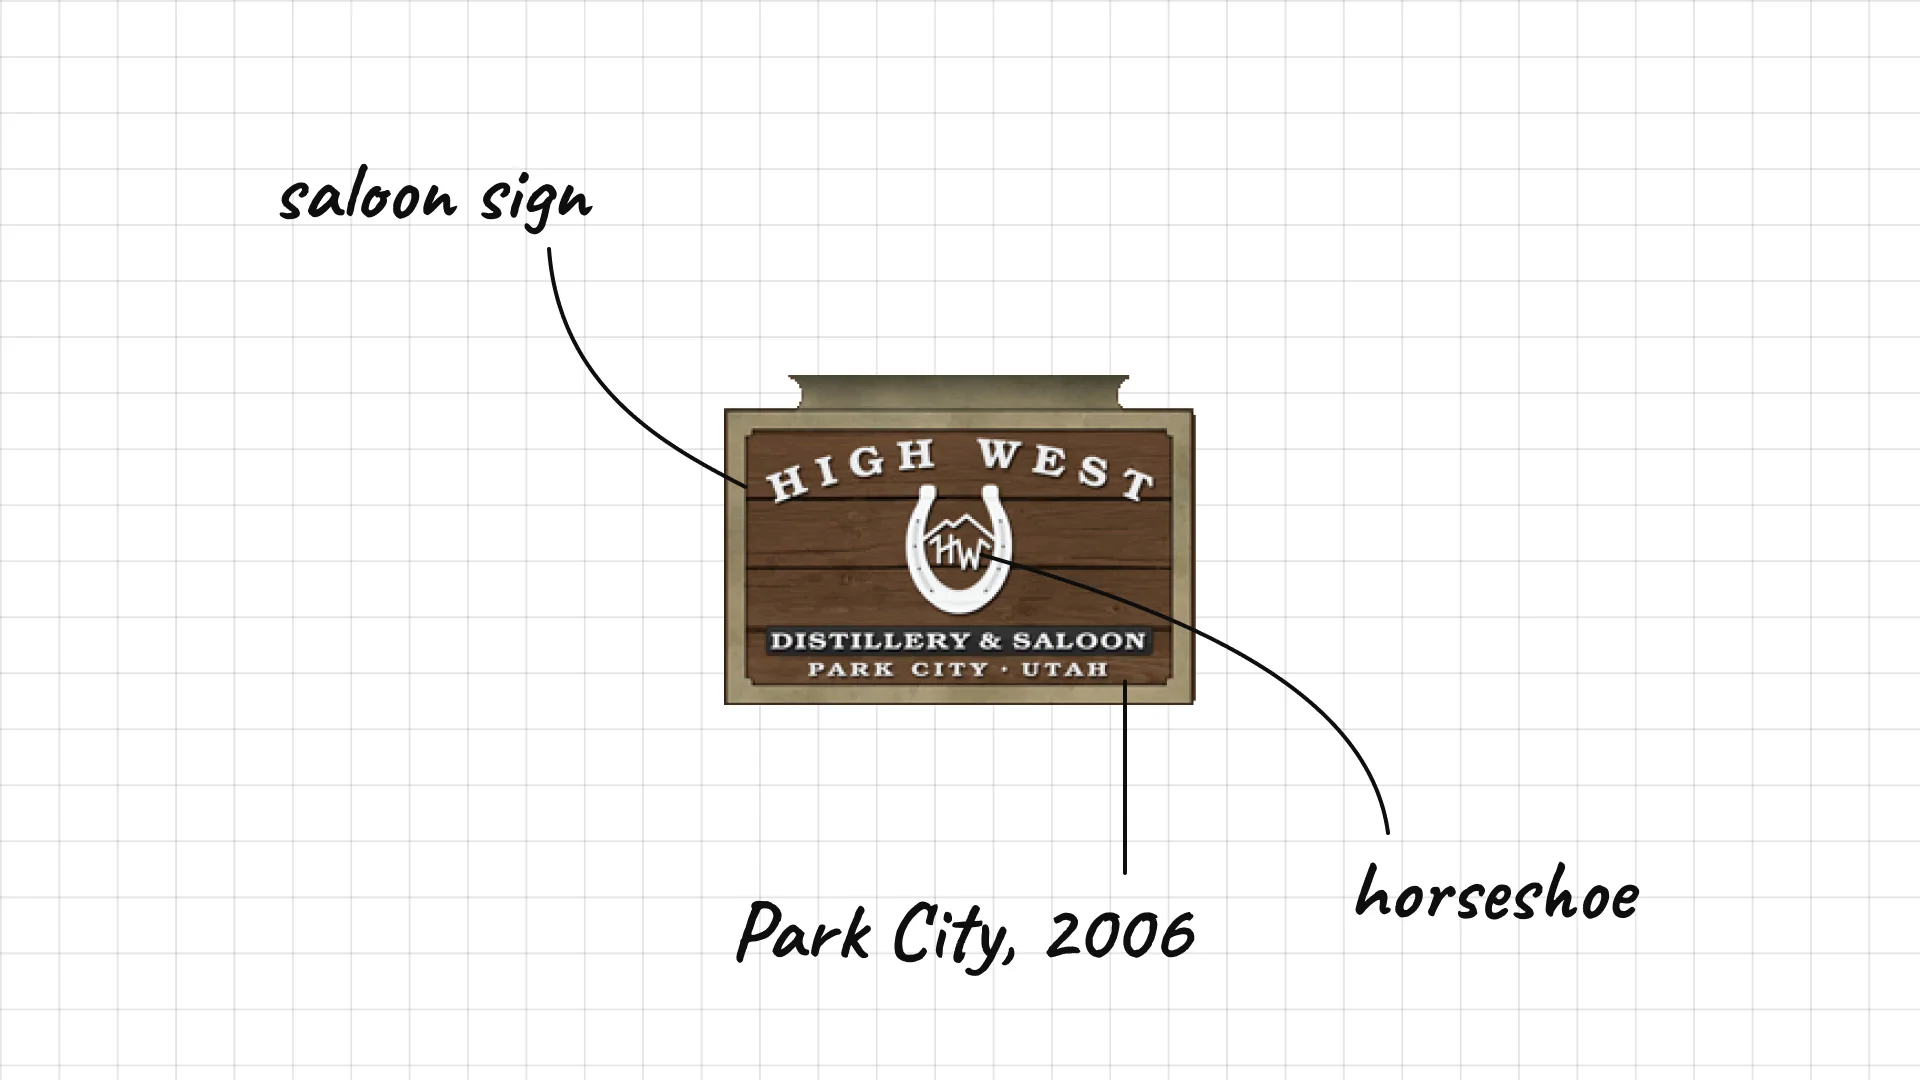 saloon sign
HIGH WEST
HW
DISTILLERY & SALOON
PARK CITY · UTAH
horseshoe
Park City, 2006